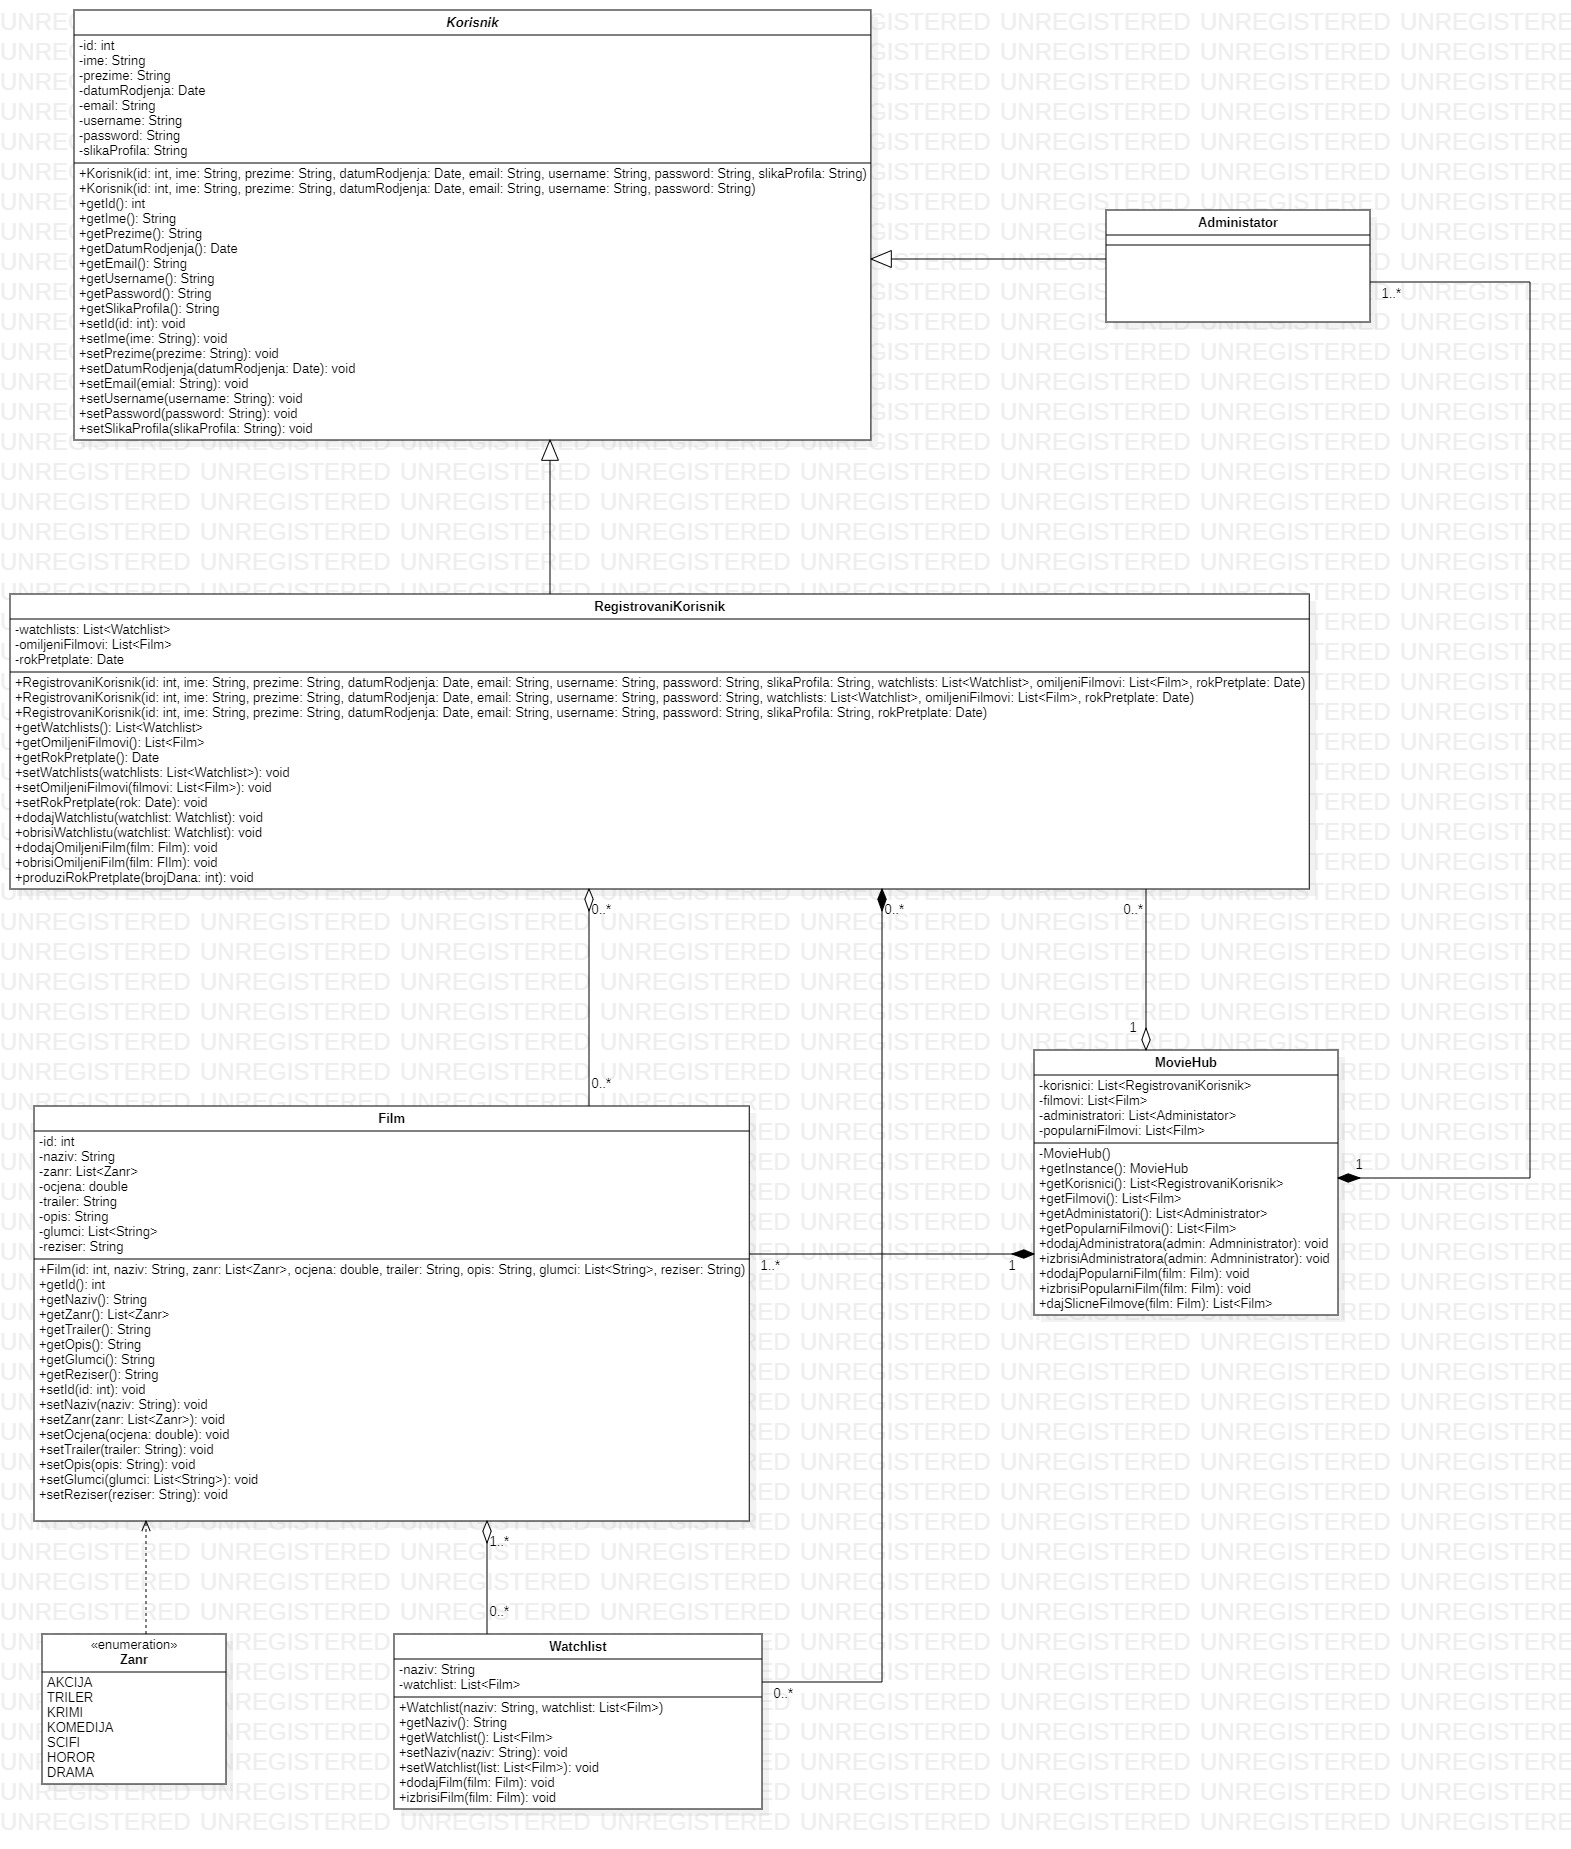 Korisnik
-id: int
-ime: String
-prezime: String
-datumRodjenja: Date
-email: String
-username: String
-password: String
-slikaProfila: String
+Korisnik(id: int, ime: String, prezime: String, datumRodjenja: Date, email: String, username: String, password: String, slikaProfila: String)
+Korisnik(id: int, ime: String, prezime: String, datumRodjenja: Date, email: String, username: String, password: String)
+getId(): int
+getIme(): String
+getPrezime(): String
+getDatumRodjenja(): Date
+getEmail(): String
+getUsername(): String
+getPassword(): String
+getSlikaProfila(): String
+setId(id: int): void
+setIme(ime: String): void
+setPrezime(prezime: String): void
+setDatumRodjenja(datumRodjenja: Date): void
+setEmail(emial: String): void
+setUsername(username: String): void
+setPassword(password: String): void
+setSlikaProfila(slikaProfila: String): void
Administator
1..*
RegistrovaniKorisnik
-watchlists: List<Watchlist>
-omiljeniFilmovi: List<Film>
-rokPretplate: Date
+RegistrovaniKorisnik(id: int, ime: String, prezime: String, datumRodjenja: Date, email: String, username: String, password: String, slikaProfila: String, watchlists: List<Watchlist>, omiljeniFilmovi: List<Film>, rokPretplate: Date)
+RegistrovaniKorisnik(id: int, ime: String, prezime: String, datumRodjenja: Date, email: String, username: String, password: String, watchlists: List<Watchlist>, omiljeniFilmovi: List<Film>, rokPretplate: Date)
+RegistrovaniKorisnik(id: int, ime: String, prezime: String, datumRodjenja: Date, email: String, username: String, password: String, slikaProfila: String, rokPretplate: Date)
+getWatchlists(): List<Watchlist>
+getOmiljeniFilmovi(): List<Film>
+getRokPretplate(): Date
+setWatchlists(watchlists: List<Watchlist>): void
+setOmiljeniFilmovi(filmovi: List<Film>): void
+setRokPretplate(rok: Date): void
+dodajWatchlistu(watchlist: Watchlist): void
+obrisiWatchlistu(watchlist: Watchlist): void
+dodajOmiljeniFilm(film: Film): void
+obrisiOmiljeniFilm(film: FIlm): void
+produziRokPretplate(brojDana: int): void
0..*
0..*
0..*
1
0..*
MovieHub
-korisnici: List<RegistrovaniKorisnik>
-filmovi: List<Film>
-administratori: List<Administator>
-popularniFilmovi: List<Film>
-MovieHub()
+getInstance(): MovieHub
+getKorisnici(): List<RegistrovaniKorisnik>
+getFilmovi(): List<Film>
+getAdministatori(): List<Administrator>
+getPopularniFilmovi(): List<Film>
+dodajAdministratora(admin: Admninistrator): void
+izbrisiAdministratora(admin: Admninistrator): void
+dodajPopularniFilm(film: Film): void
+izbrisiPopularniFilm(film: Film): void
+dajSlicneFilmove(film: Film): List<Film>
1
1..*
1
Film
-id: int
-naziv: String
-zanr: List<Zanr>
-ocjena: double
-trailer: String
-opis: String
-glumci: List<String>
-reziser: String
+Film(id: int, naziv: String, zanr: List<Zanr>, ocjena: double, trailer: String, opis: String, glumci: List<String>, reziser: String)
+getId(): int
+getNaziv(): String
+getZanr(): List<Zanr>
+getTrailer(): String
+getOpis(): String
+getGlumci(): String
+getReziser(): String
+setId(id: int): void
+setNaziv(naziv: String): void
+setZanr(zanr: List<Zanr>): void
+setOcjena(ocjena: double): void
+setTrailer(trailer: String): void
+setOpis(opis: String): void
+setGlumci(glumci: List<String>): void
+setReziser(reziser: String): void
1..*
0..*
«enumeration»
Zanr
AKCIJA
TRILER
KRIMI
KOMEDIJA
SCIFI
HOROR
DRAMA
Watchlist
-naziv: String
-watchlist: List<Film>
+Watchlist(naziv: String, watchlist: List<Film>)
+getNaziv(): String
+getWatchlist(): List<Film>
+setNaziv(naziv: String): void
+setWatchlist(list: List<Film>): void
+dodajFilm(film: Film): void
+izbrisiFilm(film: Film): void
0..*
UNREGISTERED